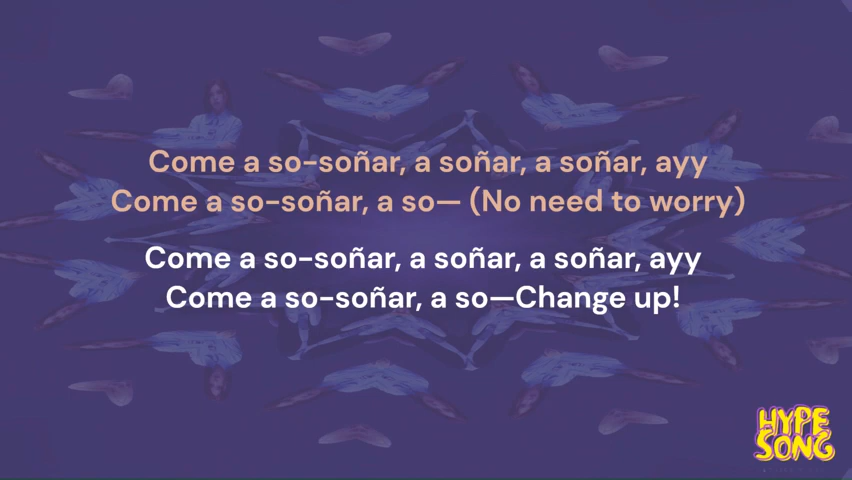 Come a so-soñar, a soñar, a soñar, ayy
Come a so-soñar, a so— (No need to worry)
Come a so-soñar, a soñar, a soñar, ayy
Come a so-soñar, a so—Change up!
HYPE
SONG